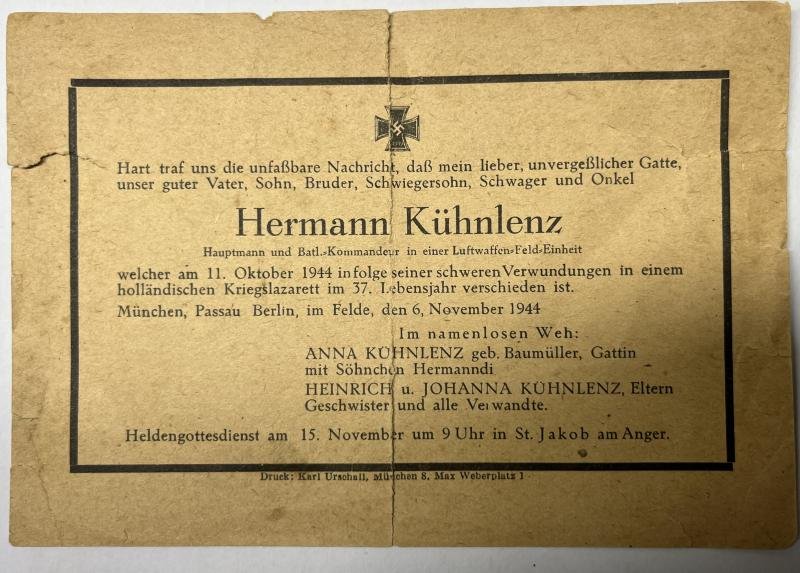 Hart traf uns die unfaßbare Nachricht, daß mein lieber, unvergeßlicher Gatte,
unser guter Vater, Sohn, Bruder, Schwiegersohn, Schwager und Onkel
Hermann Kühnlenz
Hauptmann und Batl.-Kommandeur in einer Luftwaffen-Feld-Einheit
welcher am 11. Oktober 1944 infolge seiner schweren Verwundungen in einem
holländischen Kriegslazarett im 37. Lebensjahr verschieden ist.
München, Passau Berlin, im Felde, den 6. November 1944
Im namenlosen Weh:
ANNA KÜHNLENZ geb. Baumüller, Gattin
mit Söhnchen Hermanndi
HEINRICH u. JOHANNA KÜHNLENZ, Eltern
Geschwister und alle Verwandte.
Heldengottesdienst am 15. November um 9 Uhr in St. Jakob am Anger.
Druck: Karl Urschall, München 8, Max Weberplatz 1